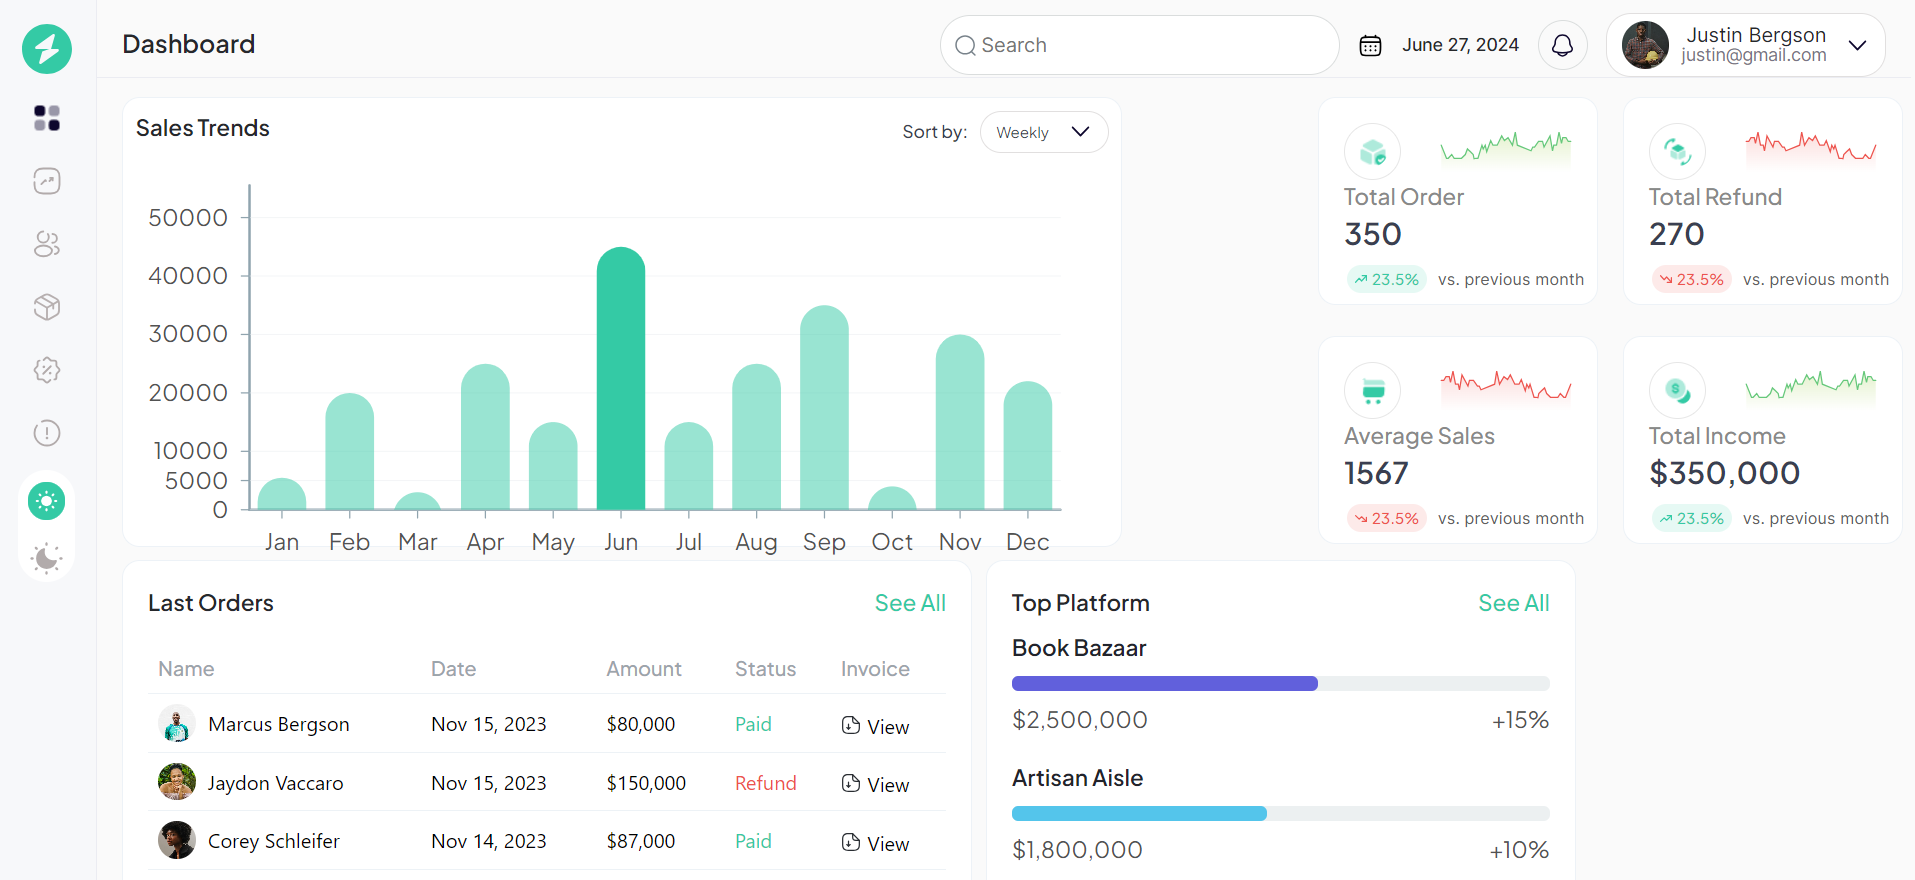 Dashboard
Search
June 27, 2024
Justin Bergson
justin@gmail.com
Sales Trends
Sort by:
Weekly
50000
40000
30000
20000
10000
5000
0
Jan Feb Mar Apr May Jun Jul Aug Sep Oct Nov Dec
Total Order
350
23.5% vs. previous month
Total Refund
270
23.5% vs. previous month
Average Sales
1567
23.5% vs. previous month
Total Income
$350,000
23.5% vs. previous month
Last Orders
See All
Name Date Amount Status Invoice
Marcus Bergson Nov 15, 2023 $80,000 Paid View
Jaydon Vaccaro Nov 15, 2023 $150,000 Refund View
Corey Schleifer Nov 14, 2023 $87,000 Paid View
Top Platform
See All
Book Bazaar
$2,500,000 +15%
Artisan Aisle
$1,800,000 +10%